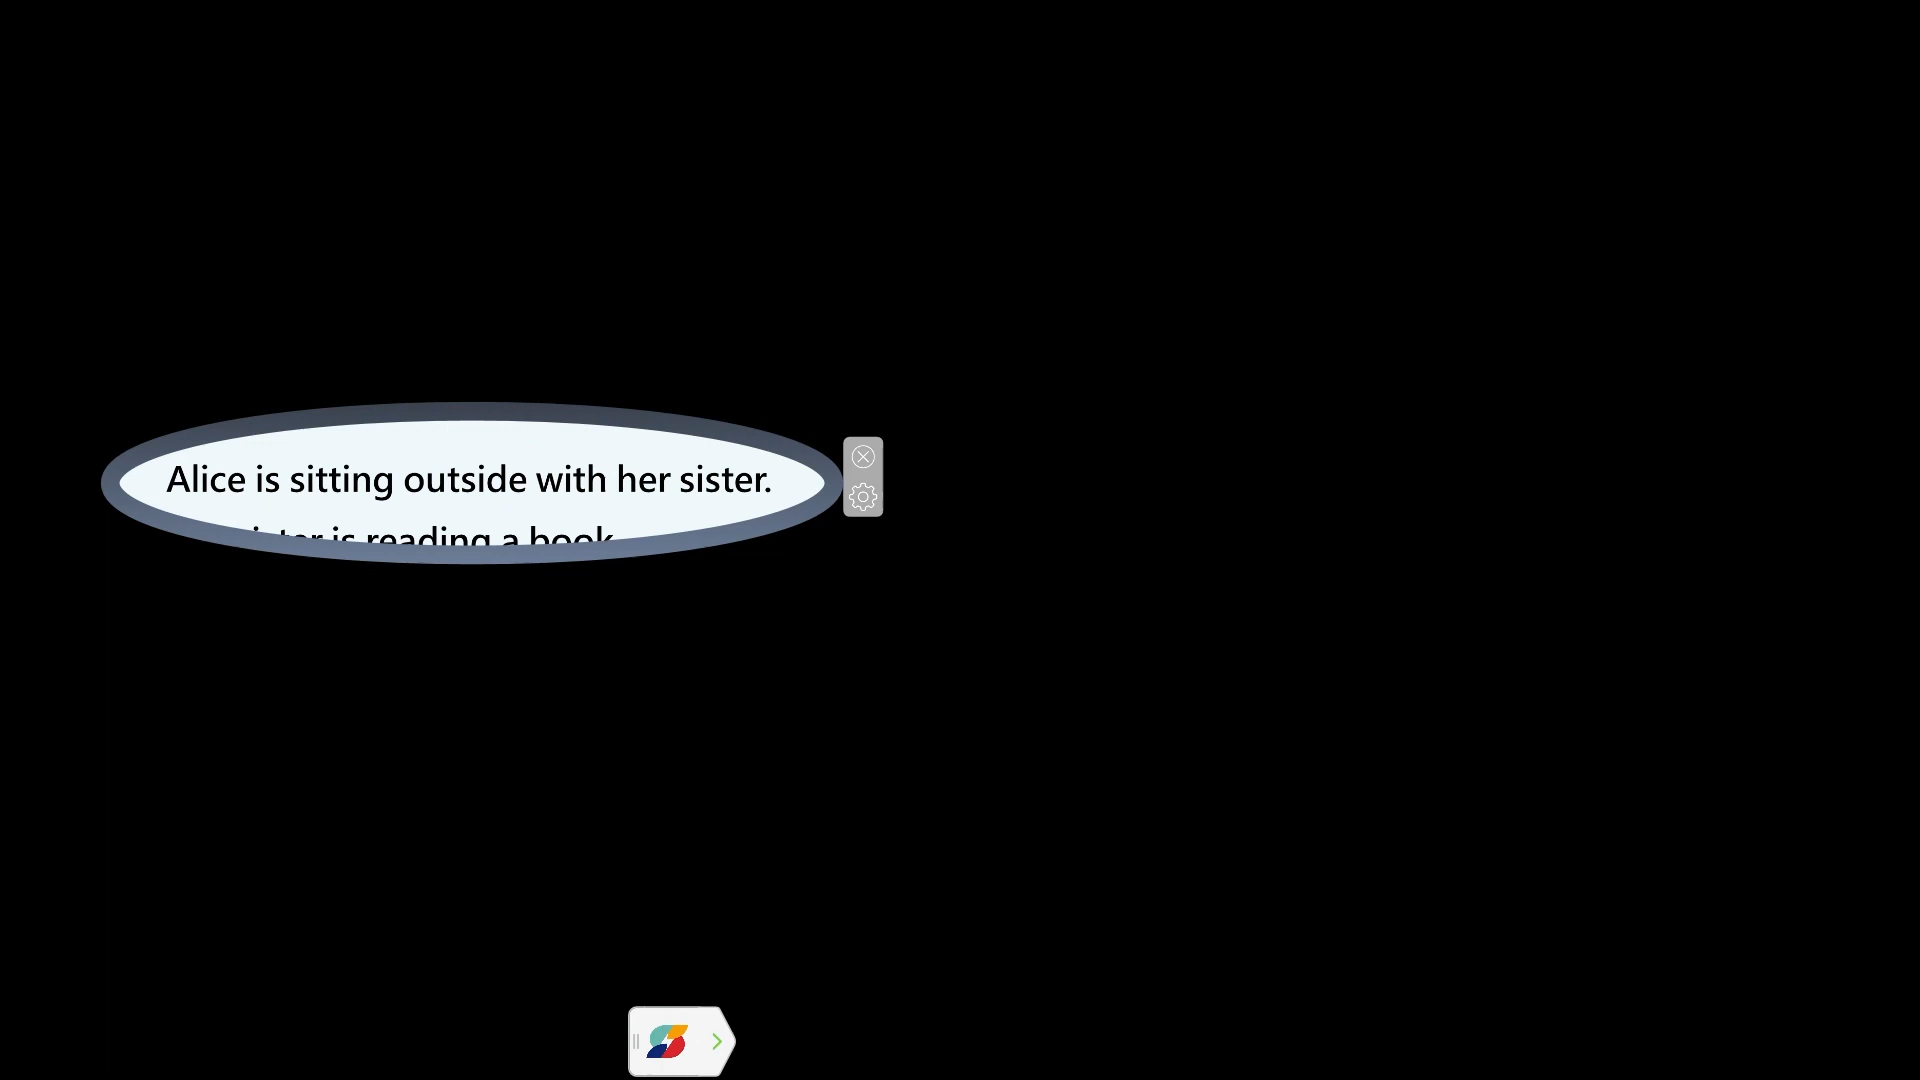 Alice is sitting outside with her sister.
is reading a book